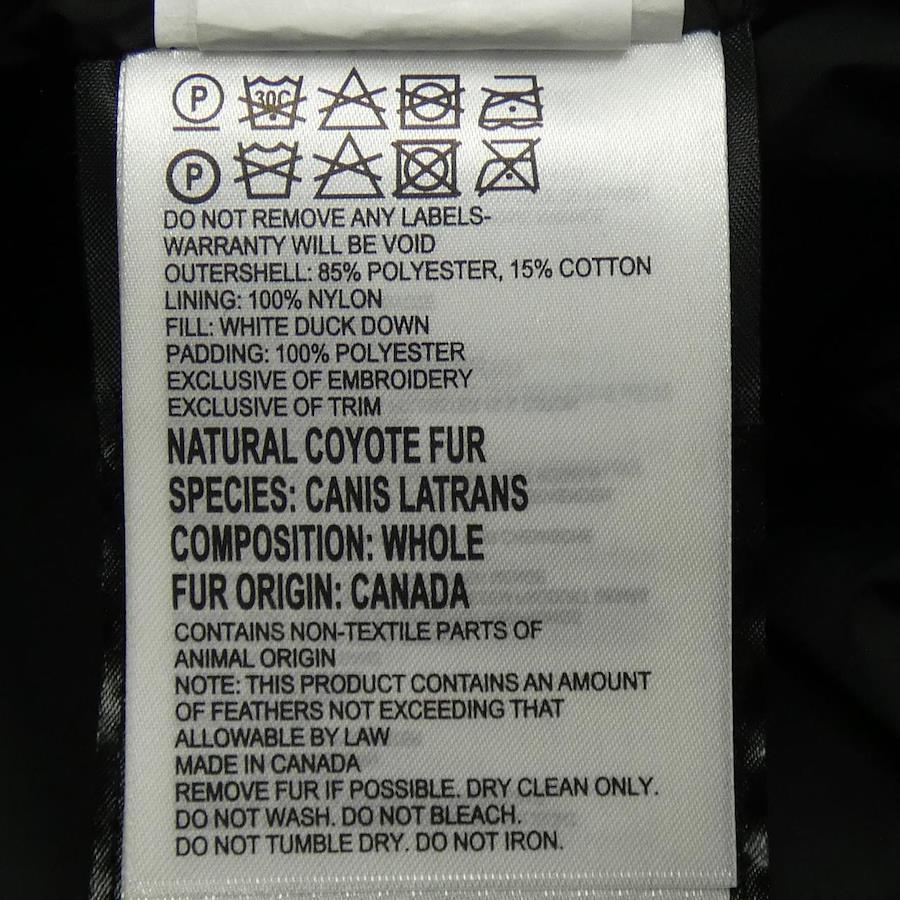 P 30C
P
DO NOT REMOVE ANY LABELS-
WARRANTY WILL BE VOID
OUTERSHELL: 85% POLYESTER, 15% COTTON
LINING: 100% NYLON
FILL: WHITE DUCK DOWN
PADDING: 100% POLYESTER
EXCLUSIVE OF EMBROIDERY
EXCLUSIVE OF TRIM
NATURAL COYOTE FUR
SPECIES: CANIS LATRANS
COMPOSITION: WHOLE
FUR ORIGIN: CANADA
CONTAINS NON-TEXTILE PARTS OF
ANIMAL ORIGIN
NOTE: THIS PRODUCT CONTAINS AN AMOUNT
OF FEATHERS NOT EXCEEDING THAT
ALLOWABLE BY LAW
MADE IN CANADA
REMOVE FUR IF POSSIBLE. DRY CLEAN ONLY.
DO NOT WASH. DO NOT BLEACH.
DO NOT TUMBLE DRY. DO NOT IRON.